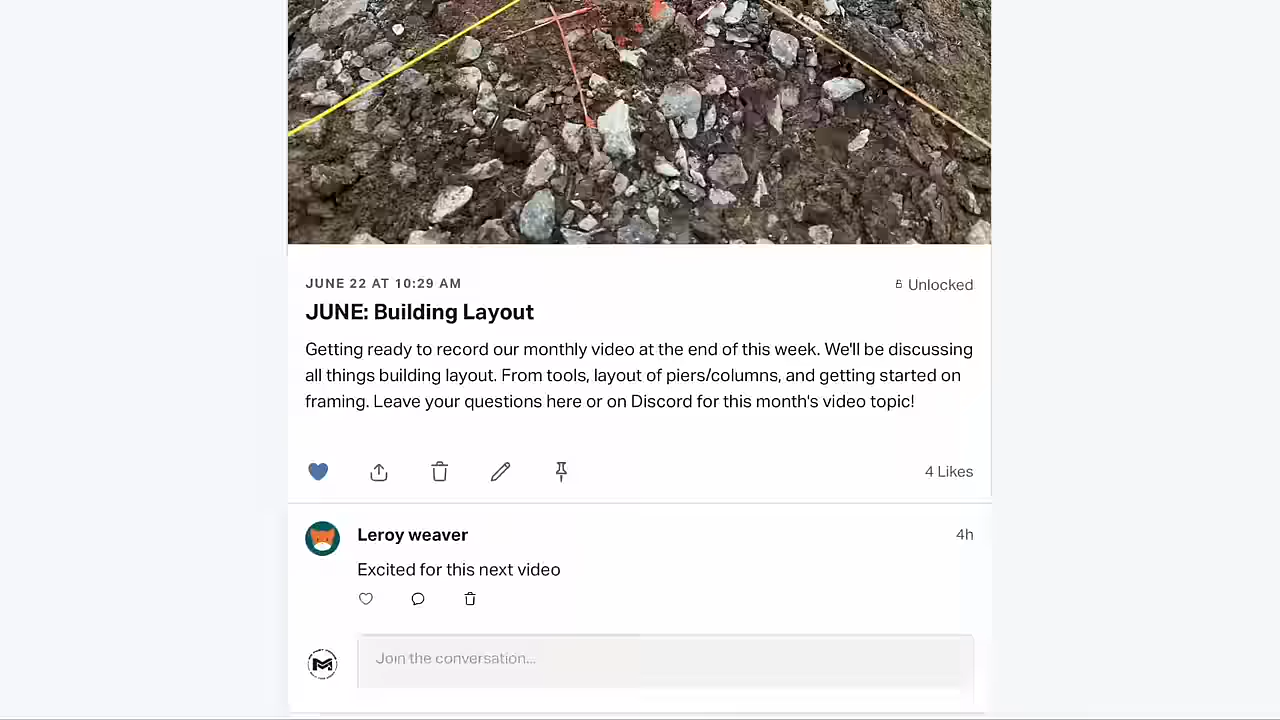 JUNE 22 AT 10:29 AM
Unlocked
JUNE: Building Layout
Getting ready to record our monthly video at the end of this week. We'll be discussing
all things building layout. From tools, layout of piers/columns, and getting started on
framing. Leave your questions here or on Discord for this month's video topic!
4 Likes
Leroy weaver
4h
Excited for this next video
Join the conversation...